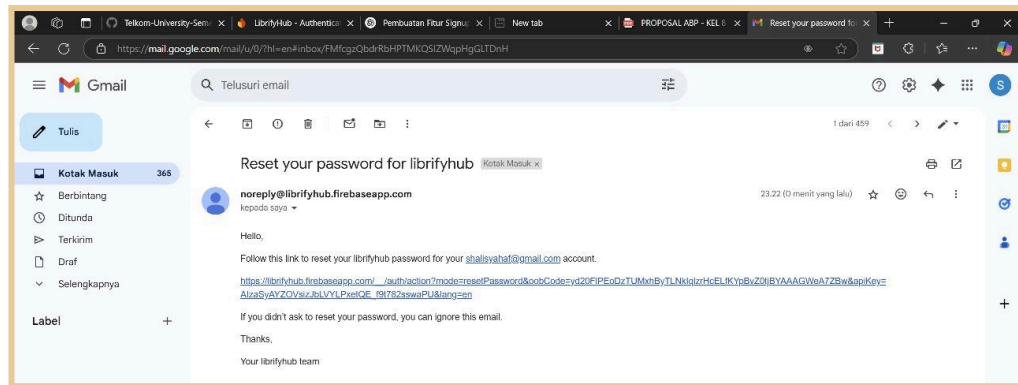 Telkom-University-Sem
LibrifyHub - Authentica
Pembuatan Fitur Signup
New tab
PROPOSAL ABP - KEL 8
Reset your password fo
https://mail.google.com/mail/u/0/?hl=en#inbox/
Gmail
Telusuri email
S
Tulis
1 dari 459
Reset your password for librifyhub Kotak Masuk ×
Kotak Masuk 365
noreply@librifyhub.firebaseapp.com
23.22 (0 menit yang lalu)
Berbintang
kepada saya
Ditunda
Hello,
Terkirim
Follow this link to reset your librifyhub password for your shalisyahaf@gmail.com account.
Draf
https://librifyhub.firebaseapp.com/__/auth/action?mode=resetPassword&oobCode=
Selengkapnya
&lang=en
If you didn't ask to reset your password, you can ignore this email.
Label
Thanks,
Your librifyhub team